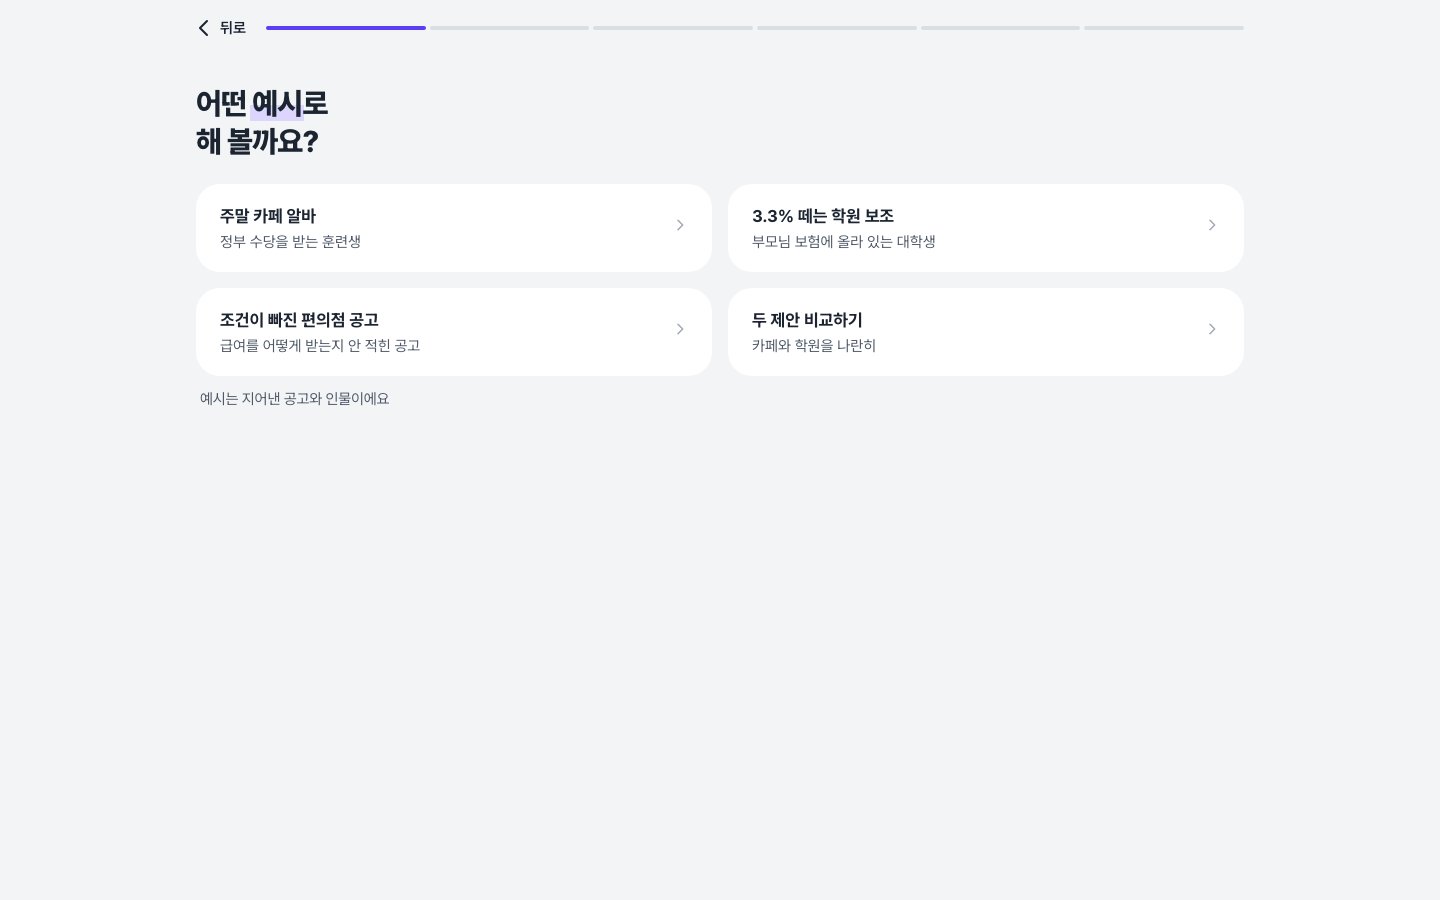 뒤로
어떤 예시로
해 볼까요?
주말 카페 알바
정부 수당을 받는 훈련생
3.3% 떼는 학원 보조
부모님 보험에 올라 있는 대학생
조건이 빠진 편의점 공고
급여를 어떻게 받는지 안 적힌 공고
두 제안 비교하기
카페와 학원을 나란히
예시는 지어낸 공고와 인물이에요